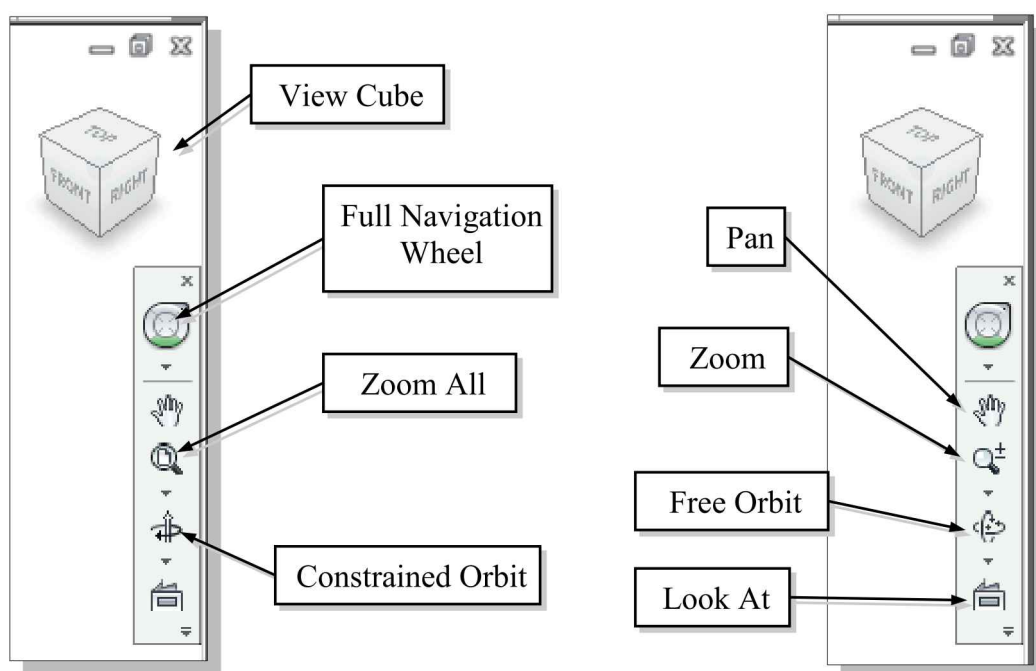 View Cube
TOP
FRONT
RIGHT
Full Navigation
Wheel
Zoom All
Constrained Orbit
TOP
FRONT
RIGHT
Pan
Zoom
Free Orbit
Look At